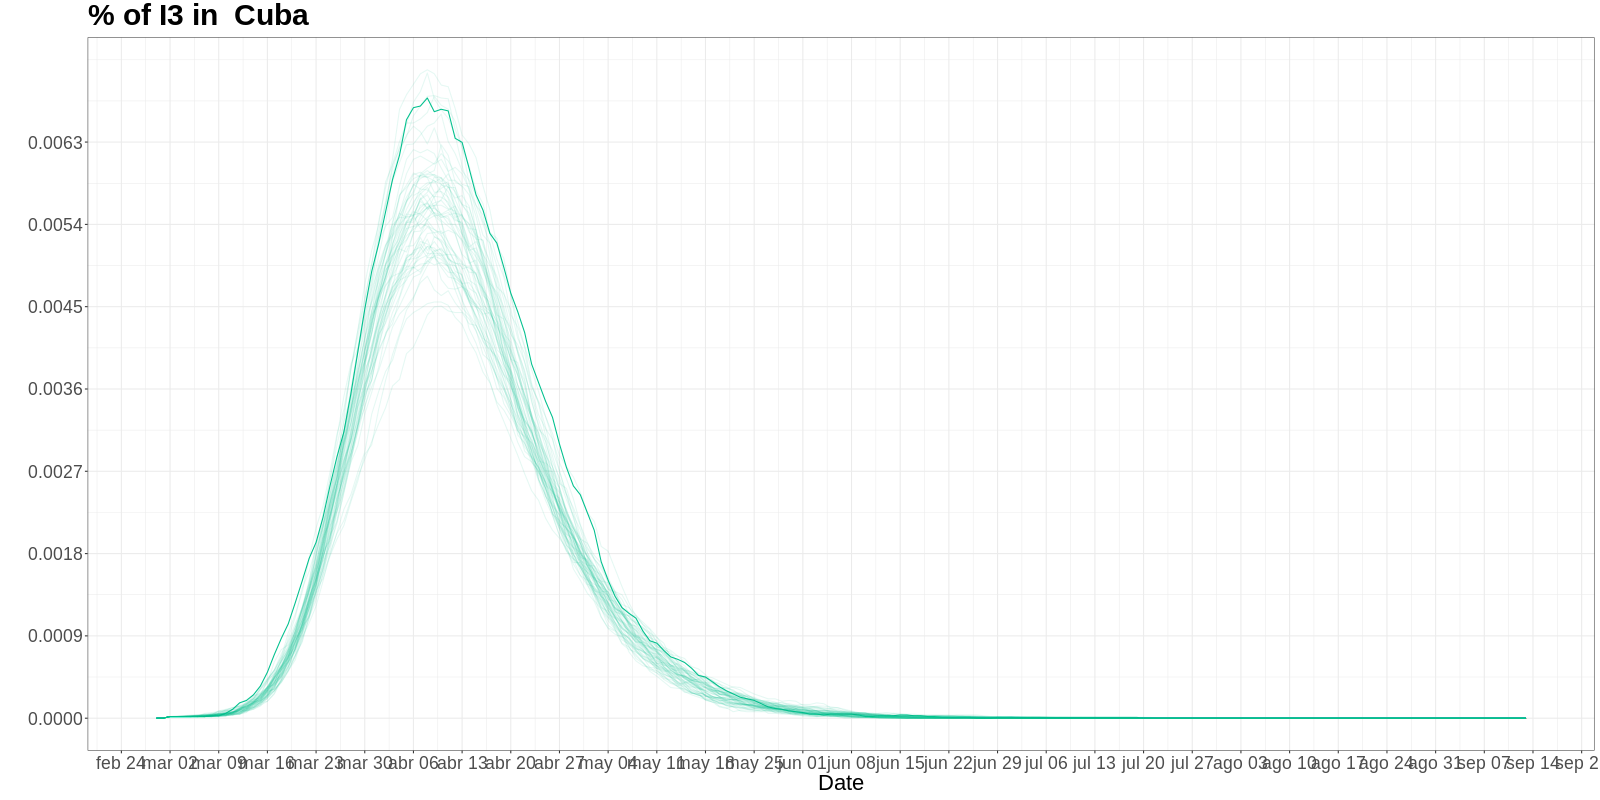 % of I3 in  Cuba
0.0063
0.0054
0.0045
0.0036
0.0027
0.0018
0.0009
0.0000
feb 24 mar 02 mar 09 mar 16 mar 23 mar 30 abr 06 abr 13 abr 20 abr 27 may 04 may 11 may 18 may 25 jun 01 jun 08 jun 15 jun 22 jun 29 jul 06 jul 13 jul 20 jul 27 ago 03 ago 10 ago 17 ago 24 ago 31 sep 07 sep 14 sep 2
Date